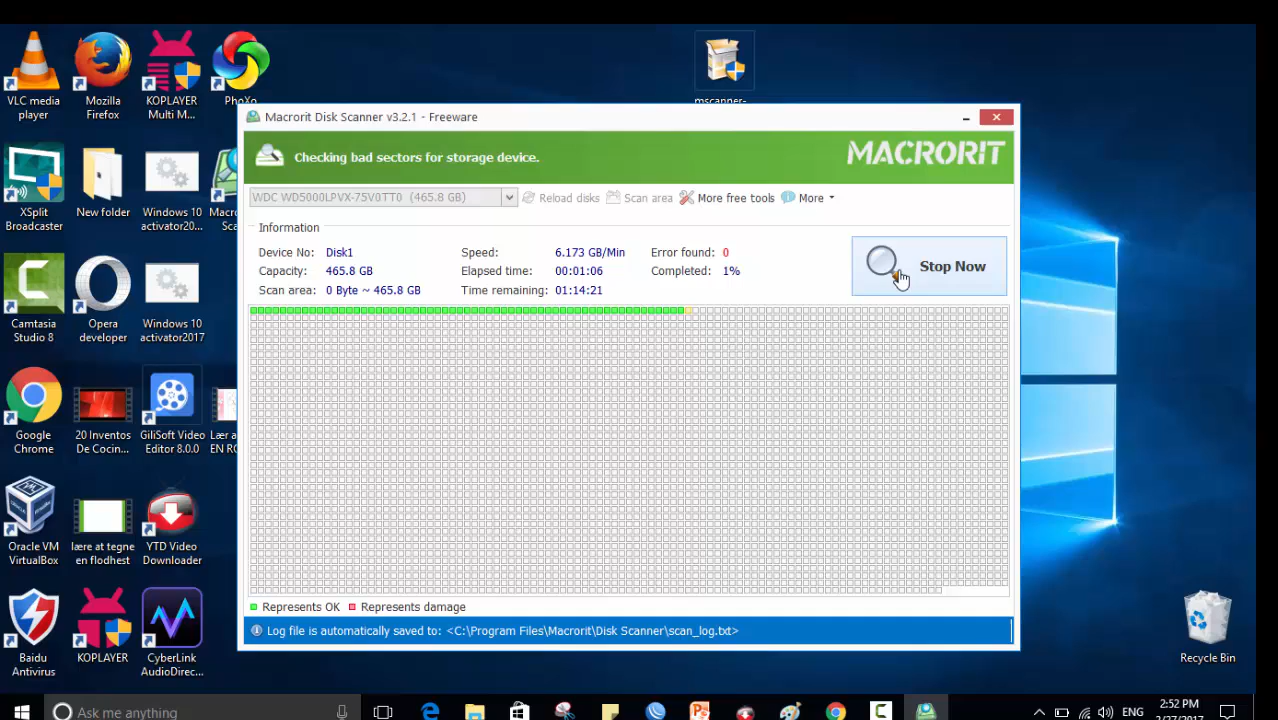 VLC media
player
Mozilla
Firefox
KOPLAYER
Multi M...
PhoXo
mscanner-
XSplit
Broadcaster
New folder
Windows 10
activator20...
Macro
Sca
Camtasia
Studio 8
Opera
developer
Windows 10
activator2017
Google
Chrome
20 Inventos
De Cocin...
GiliSoft Video
Editor 8.0.0
Lær a
EN RO
Oracle VM
VirtualBox
lære at tegne
en flodhest
YTD Video
Downloader
Baidu
Antivirus
KOPLAYER
CyberLink
AudioDirec...
Macrorit Disk Scanner v3.2.1 - Freeware
Checking bad sectors for storage device.
MACRORIT
WDC WD5000LPVX-75V0TT0 (465.8 GB)
Reload disks
Scan area
More free tools
More
Information
Device No: Disk1
Speed: 6.173 GB/Min
Error found: 0
Capacity: 465.8 GB
Elapsed time: 00:01:06
Completed: 1%
Scan area: 0 Byte ~ 465.8 GB
Time remaining: 01:14:21
Stop Now
Represents OK
Represents damage
Log file is automatically saved to: <C:\Program Files\Macrorit\Disk Scanner\scan_log.txt>
Recycle Bin
Ask me anything
ENG
2:52 PM